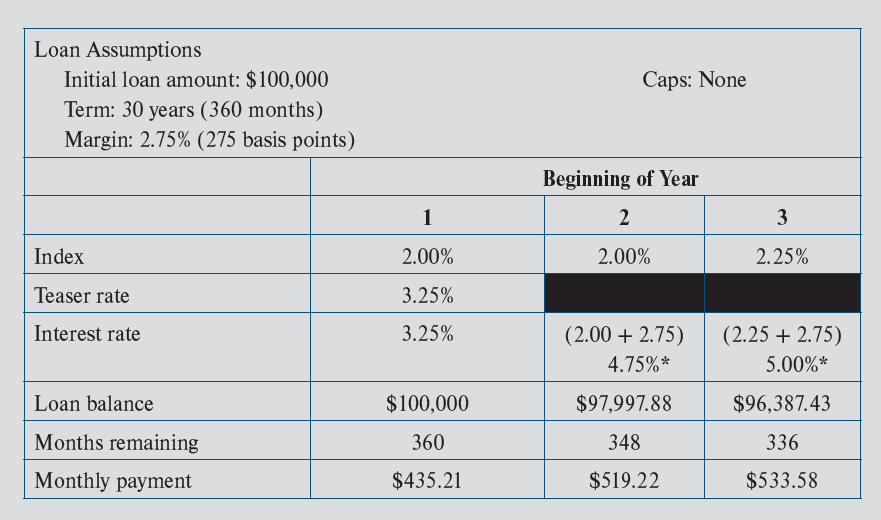 Loan Assumptions
Initial loan amount: $100,000 Caps: None
Term: 30 years (360 months)
Margin: 2.75% (275 basis points)
Beginning of Year
1 2 3
Index 2.00% 2.00% 2.25%
Teaser rate 3.25%
Interest rate 3.25% (2.00 + 2.75) (2.25 + 2.75)
4.75%* 5.00%*
Loan balance $100,000 $97,997.88 $96,387.43
Months remaining 360 348 336
Monthly payment $435.21 $519.22 $533.58